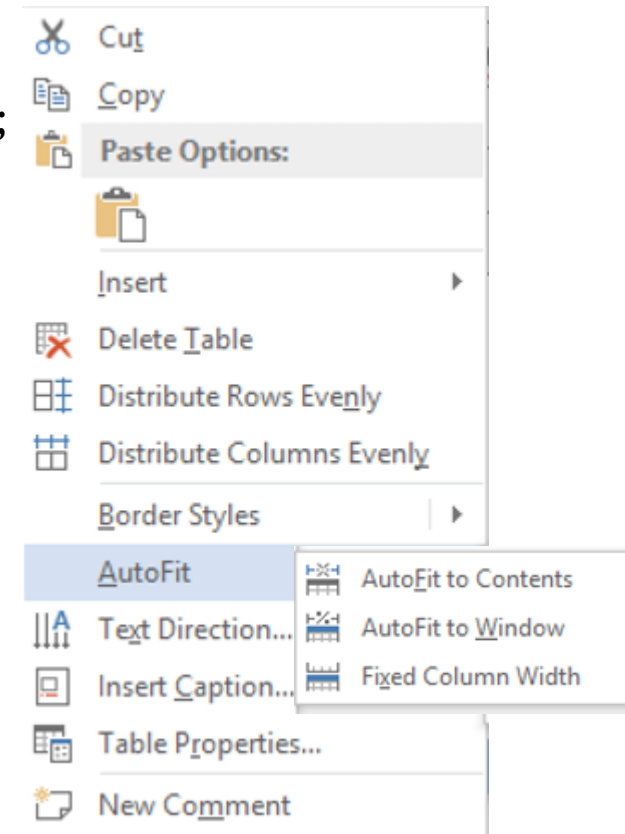 Cut
Copy
;
Paste Options:
Insert
Delete Table
Distribute Rows Evenly
Distribute Columns Evenly
Border Styles
AutoFit
AutoFit to Contents
Text Direction...
AutoFit to Window
Insert Caption...
Fixed Column Width
Table Properties...
New Comment